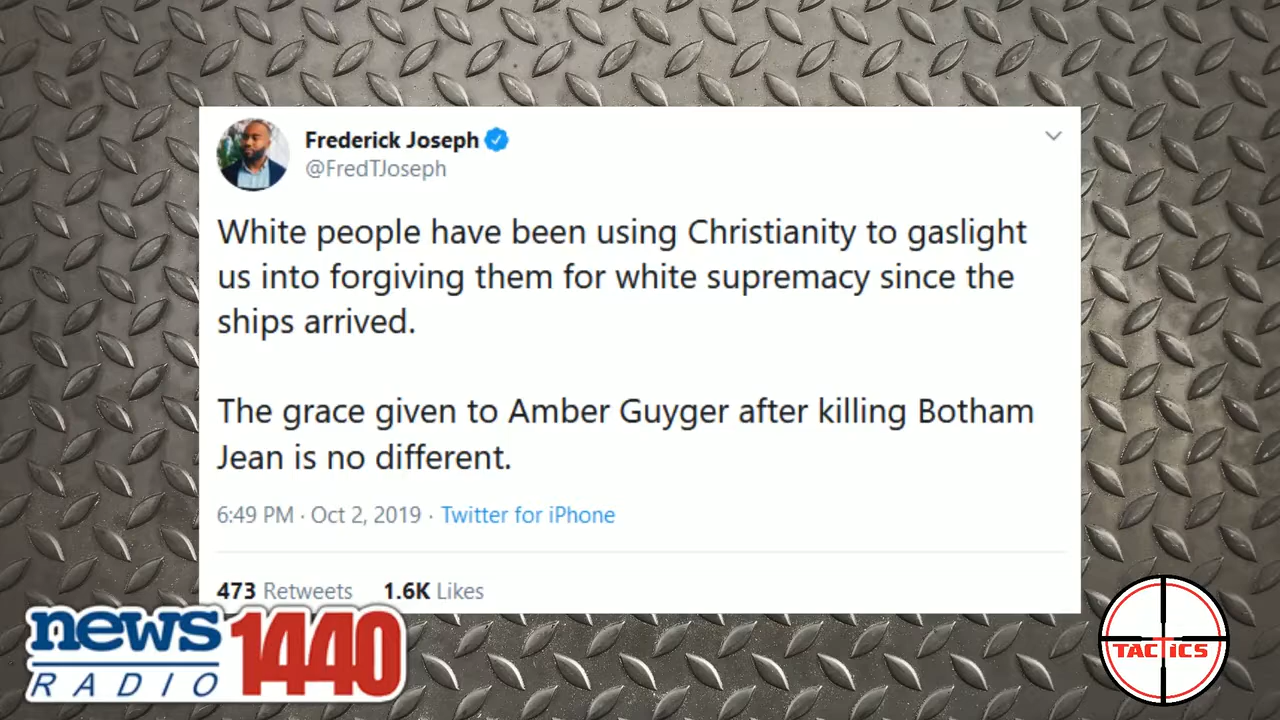 Frederick Joseph
@FredTJoseph
White people have been using Christianity to gaslight
us into forgiving them for white supremacy since the
ships arrived.
The grace given to Amber Guyger after killing Botham
Jean is no different.
6:49 PM · Oct 2, 2019 · Twitter for iPhone
473 Retweets 1.6K Likes
news 1440
RADIO
TACTICS